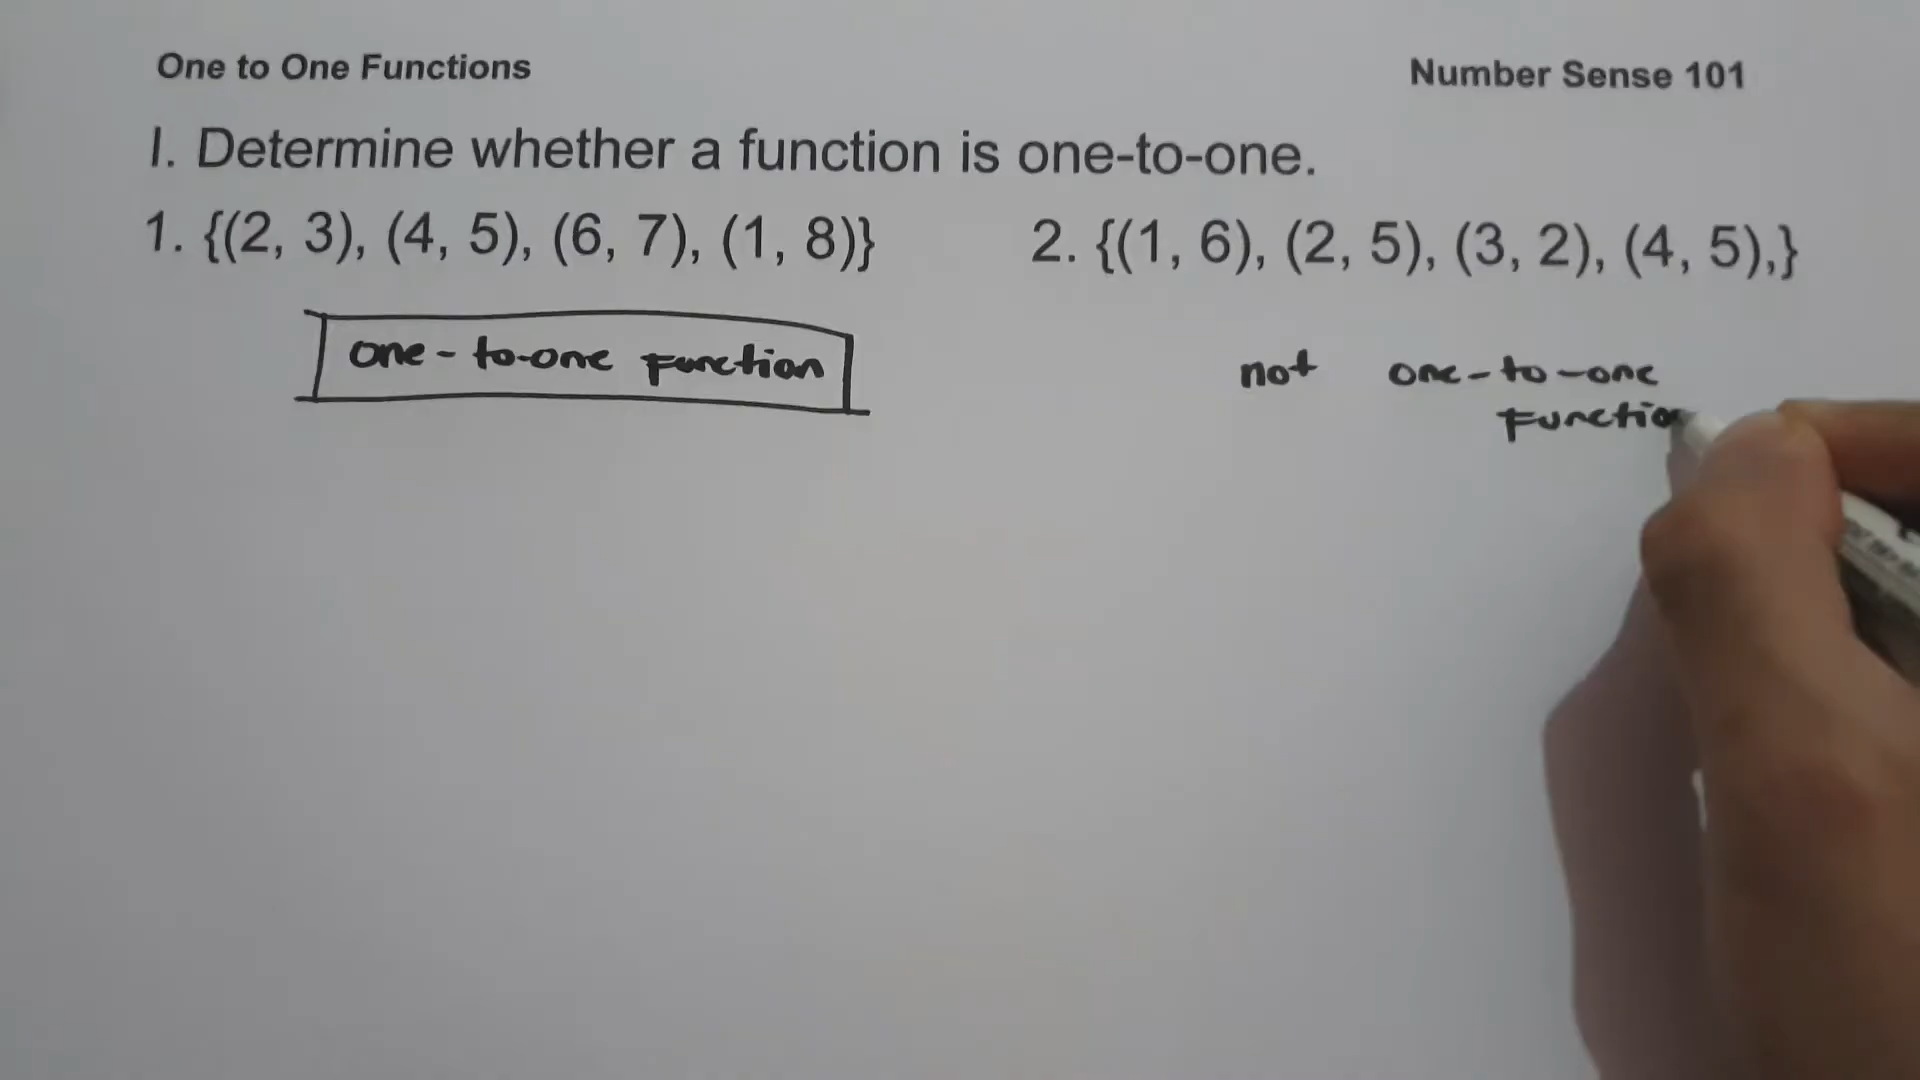 One to One Functions
Number Sense 101
I. Determine whether a function is one-to-one.
1. {(2, 3), (4, 5), (6, 7), (1, 8)}
2. {(1, 6), (2, 5), (3, 2), (4, 5),}
one-to-one Function
not one-to-one
Functio